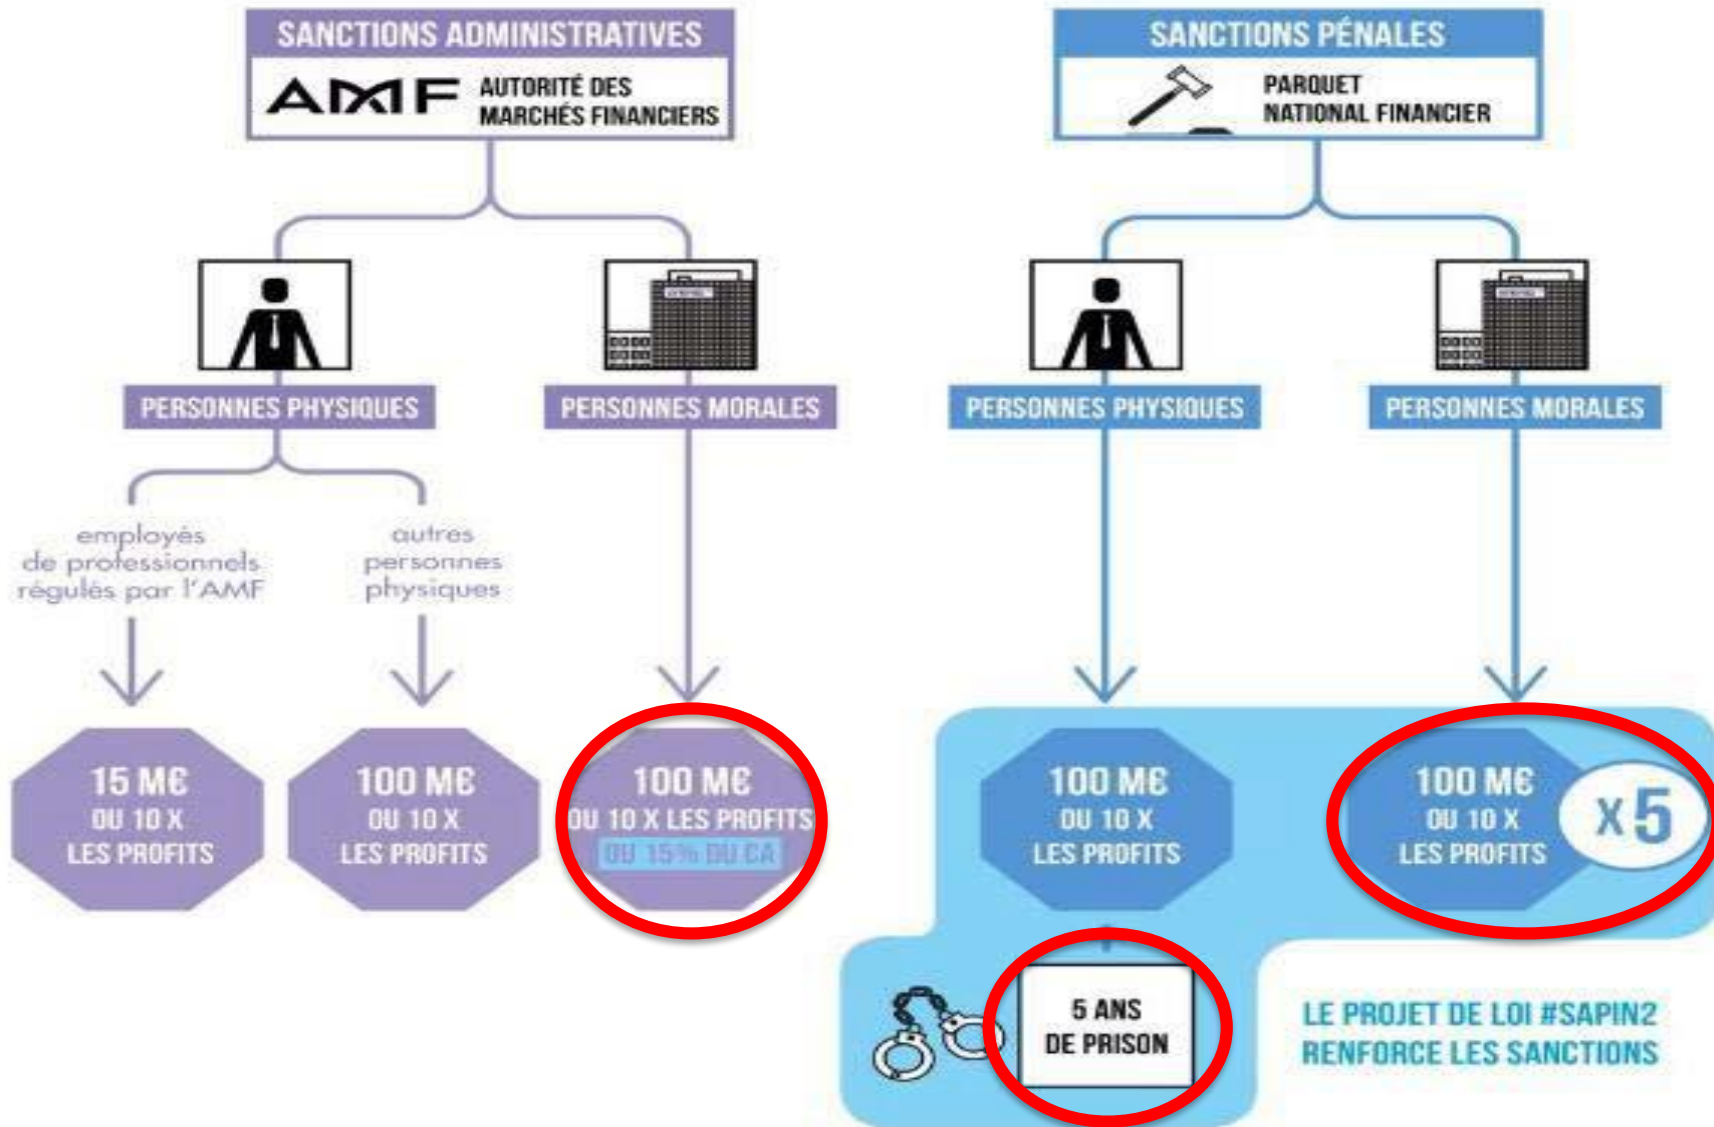 SANCTIONS ADMINISTRATIVES
AMF
AUTORITÉ DES
MARCHÉS FINANCIERS
SANCTIONS PÉNALES
PARQUET
NATIONAL FINANCIER
PERSONNES PHYSIQUES
PERSONNES MORALES
PERSONNES PHYSIQUES
PERSONNES MORALES
employés
de professionnels
régulés par l'AMF
autres
personnes
physiques
15 M€
OU 10 X
LES PROFITS
100 M€
OU 10 X
LES PROFITS
100 M€
OU 10 X LES PROFITS
OU 15% DU CA
100 M€
OU 10 X
LES PROFITS
100 M€
OU 10 X
LES PROFITS
X5
5 ANS
DE PRISON
LE PROJET DE LOI #SAPIN2
RENFORCE LES SANCTIONS